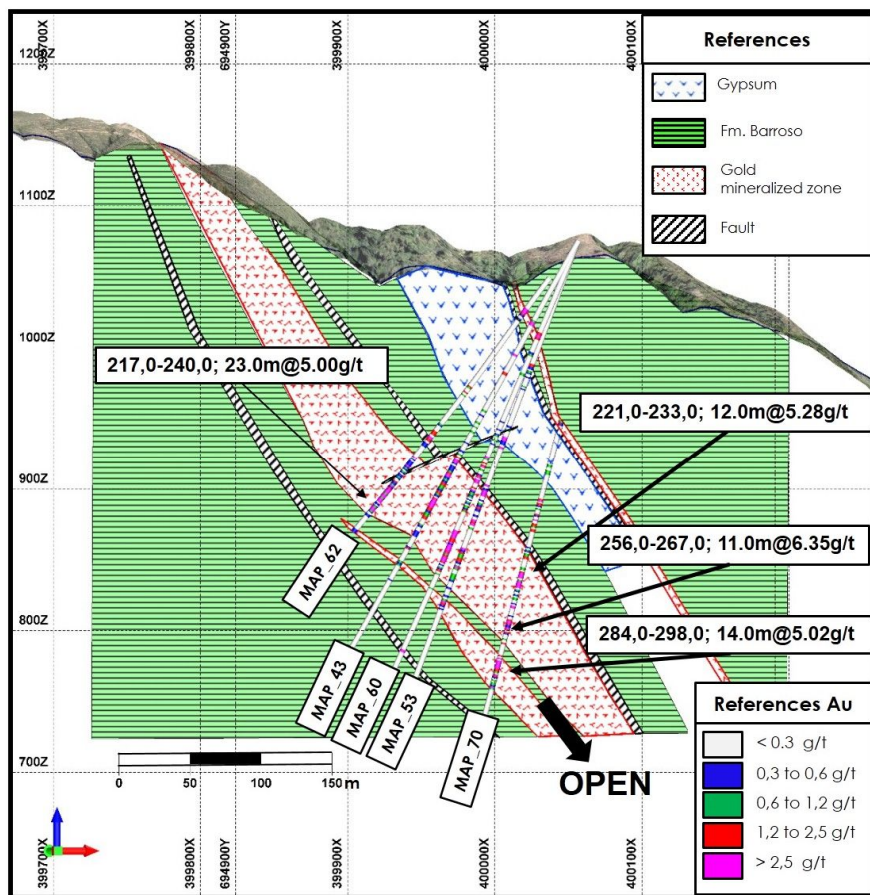 399700X
399800X
694900Y
399900X
400000X
400100X
1200Z
1100Z
1000Z
900Z
800Z
700Z
References
Gypsum
Fm. Barroso
Gold
mineralized zone
Fault
217,0-240,0; 23.0m@5.00g/t
221,0-233,0; 12.0m@5.28g/t
256,0-267,0; 11.0m@6.35g/t
284,0-298,0; 14.0m@5.02g/t
MAP_62
MAP_43
MAP_60
MAP_53
MAP_70
OPEN
0 50 100 150 m
References Au
< 0.3 g/t
0,3 to 0,6 g/t
0,6 to 1,2 g/t
1,2 to 2,5 g/t
> 2,5 g/t
399700X
399800X
694900Y
399900X
400000X
400100X